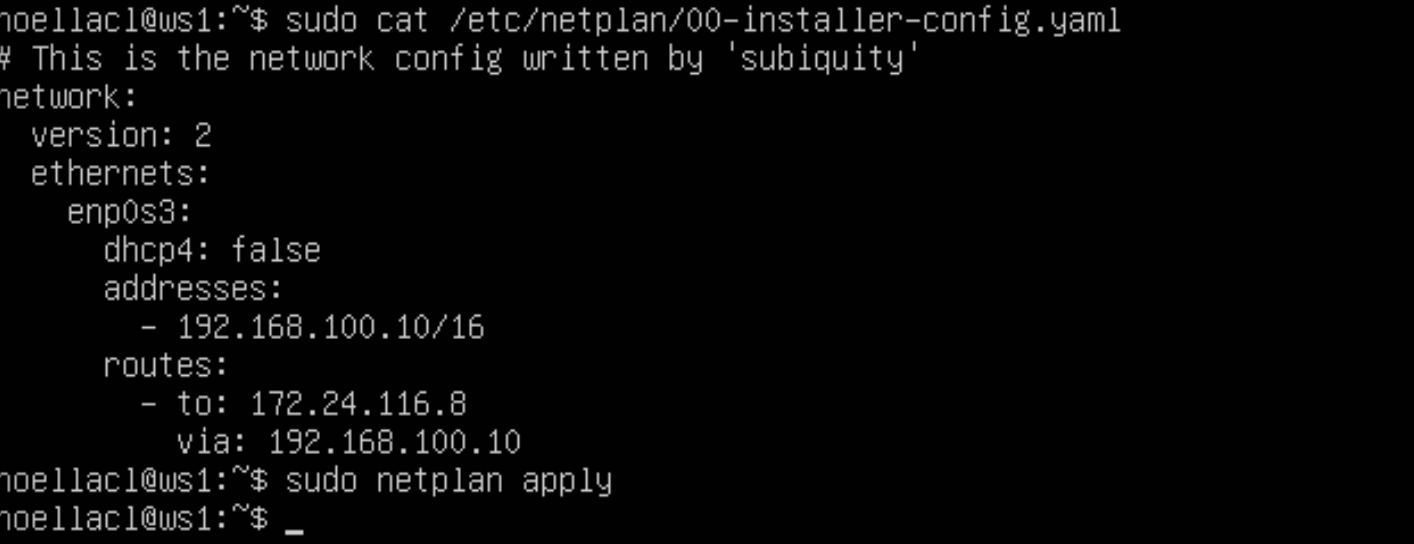 noellacl@ws1:~$ sudo cat /etc/netplan/00-installer-config.yaml
# This is the network config written by 'subiquity'
network:
  version: 2
  ethernets:
    enp0s3:
      dhcp4: false
      addresses:
        - 192.168.100.10/16
      routes:
        - to: 172.24.116.8
          via: 192.168.100.10
noellacl@ws1:~$ sudo netplan apply
noellacl@ws1:~$ _